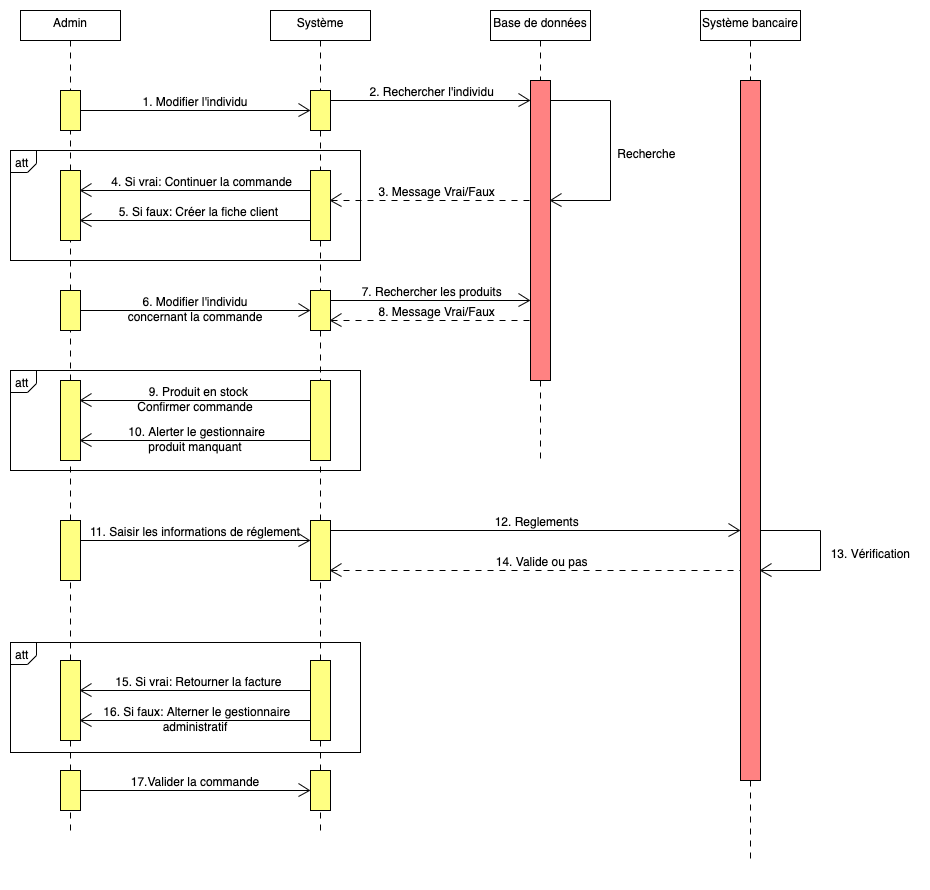 Admin
Système
Base de données
Système bancaire
1. Modifier l'individu
2. Rechercher l'individu
Recherche
att
4. Si vrai: Continuer la commande
3. Message Vrai/Faux
5. Si faux: Créer la fiche client
6. Modifier l'individu
concernant la commande
7. Rechercher les produits
8. Message Vrai/Faux
att
9. Produit en stock
Confirmer commande
10. Alerter le gestionnaire
produit manquant
11. Saisir les informations de réglement
12. Reglements
13. Vérification
14. Valide ou pas
att
15. Si vrai: Retourner la facture
16. Si faux: Alterner le gestionnaire
administratif
17.Valider la commande